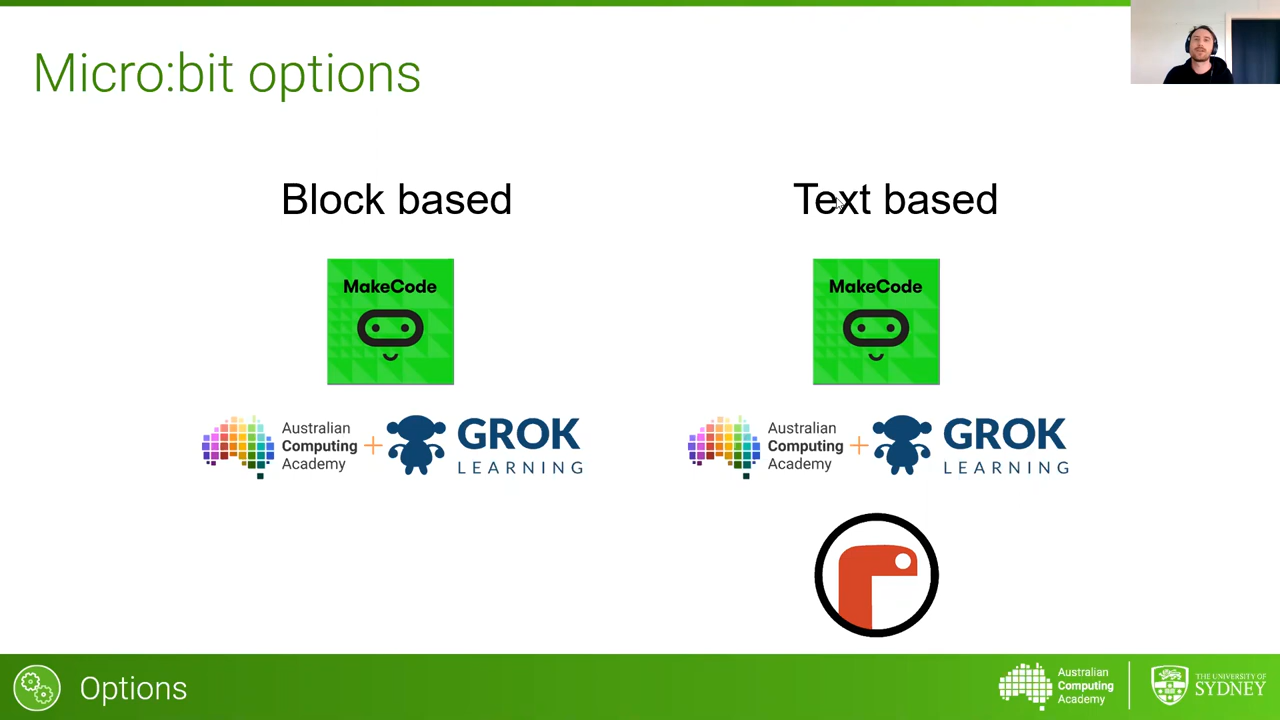 Micro:bit options
Block based
MakeCode
Australian
Computing
Academy
+
GROK
LEARNING
Text based
MakeCode
Australian
Computing
Academy
+
GROK
LEARNING
Options
Australian
Computing
Academy
THE UNIVERSITY OF
SYDNEY